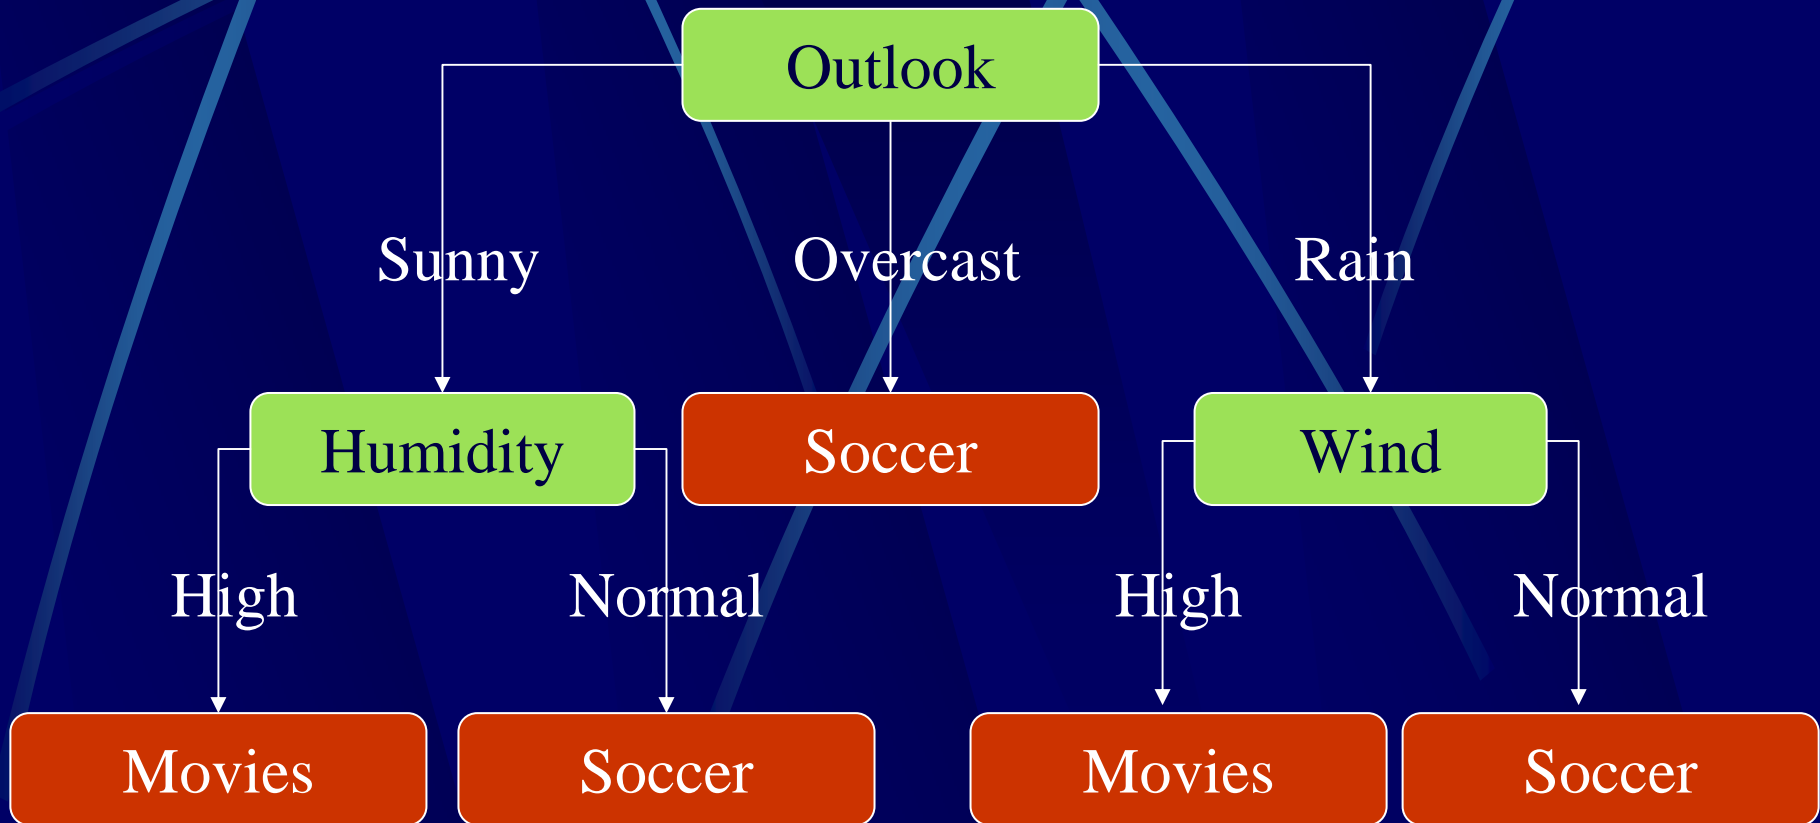 Outlook
Sunny Overcast Rain
Humidity Soccer Wind
High Normal High Normal
Movies Soccer Movies Soccer